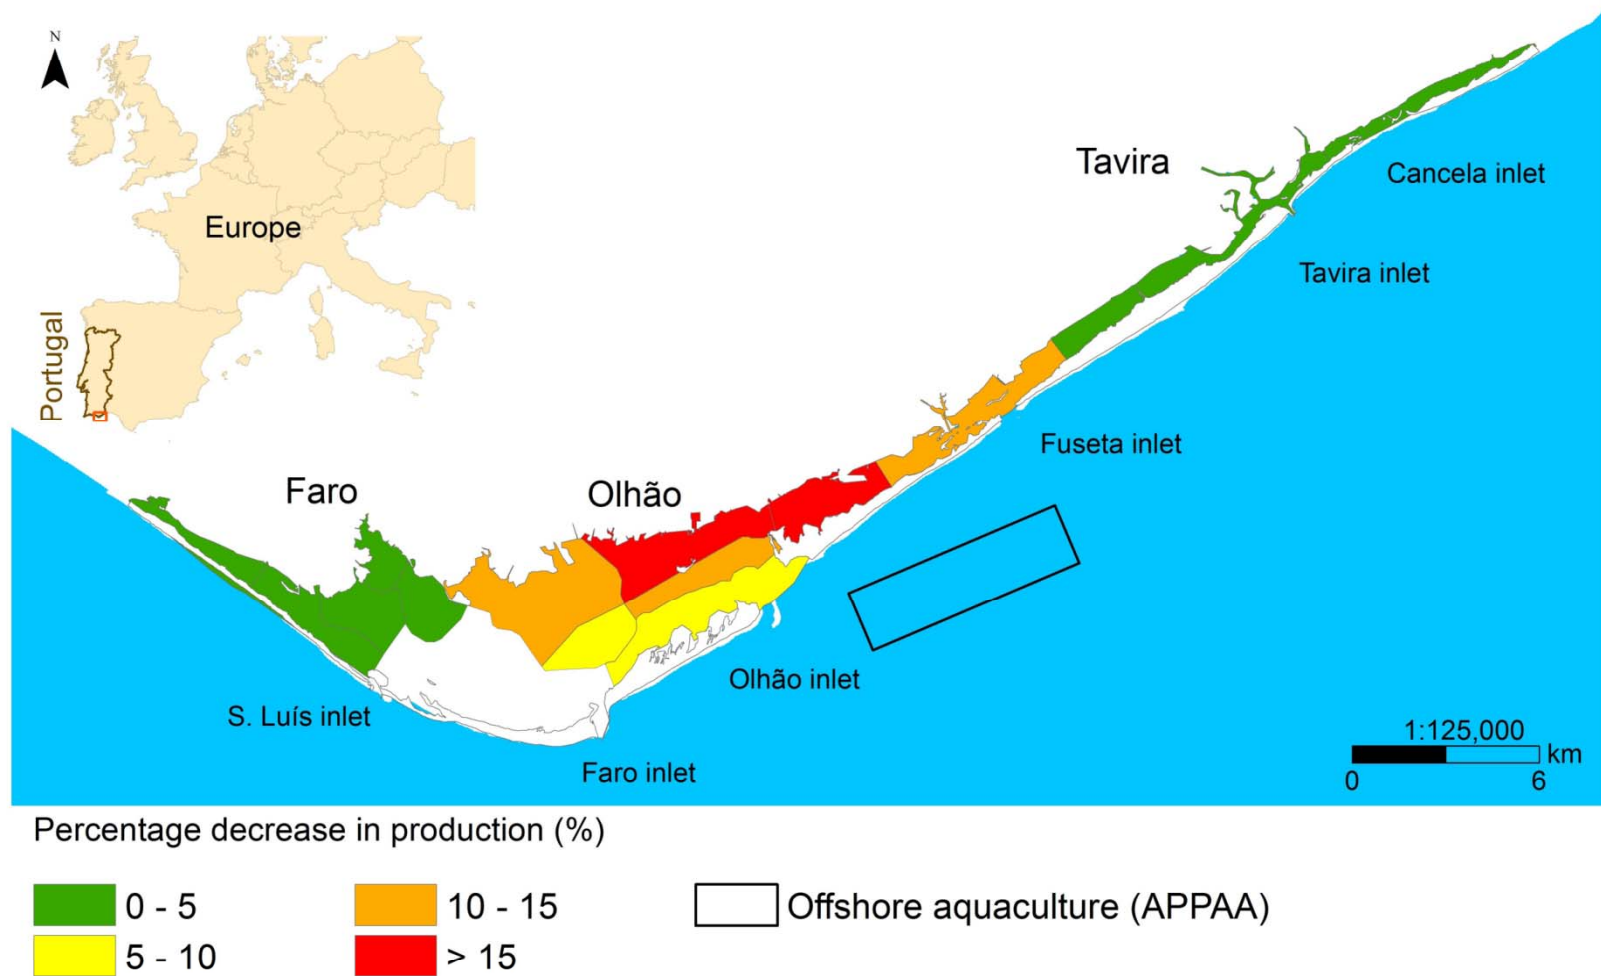 N
Europe
Portugal
Tavira
Cancela inlet
Tavira inlet
Fuseta inlet
Faro
Olhão
Olhão inlet
S. Luís inlet
Faro inlet
1:125,000
km
0 6
Percentage decrease in production (%)
0 - 5
10 - 15
Offshore aquaculture (APPAA)
5 - 10
> 15